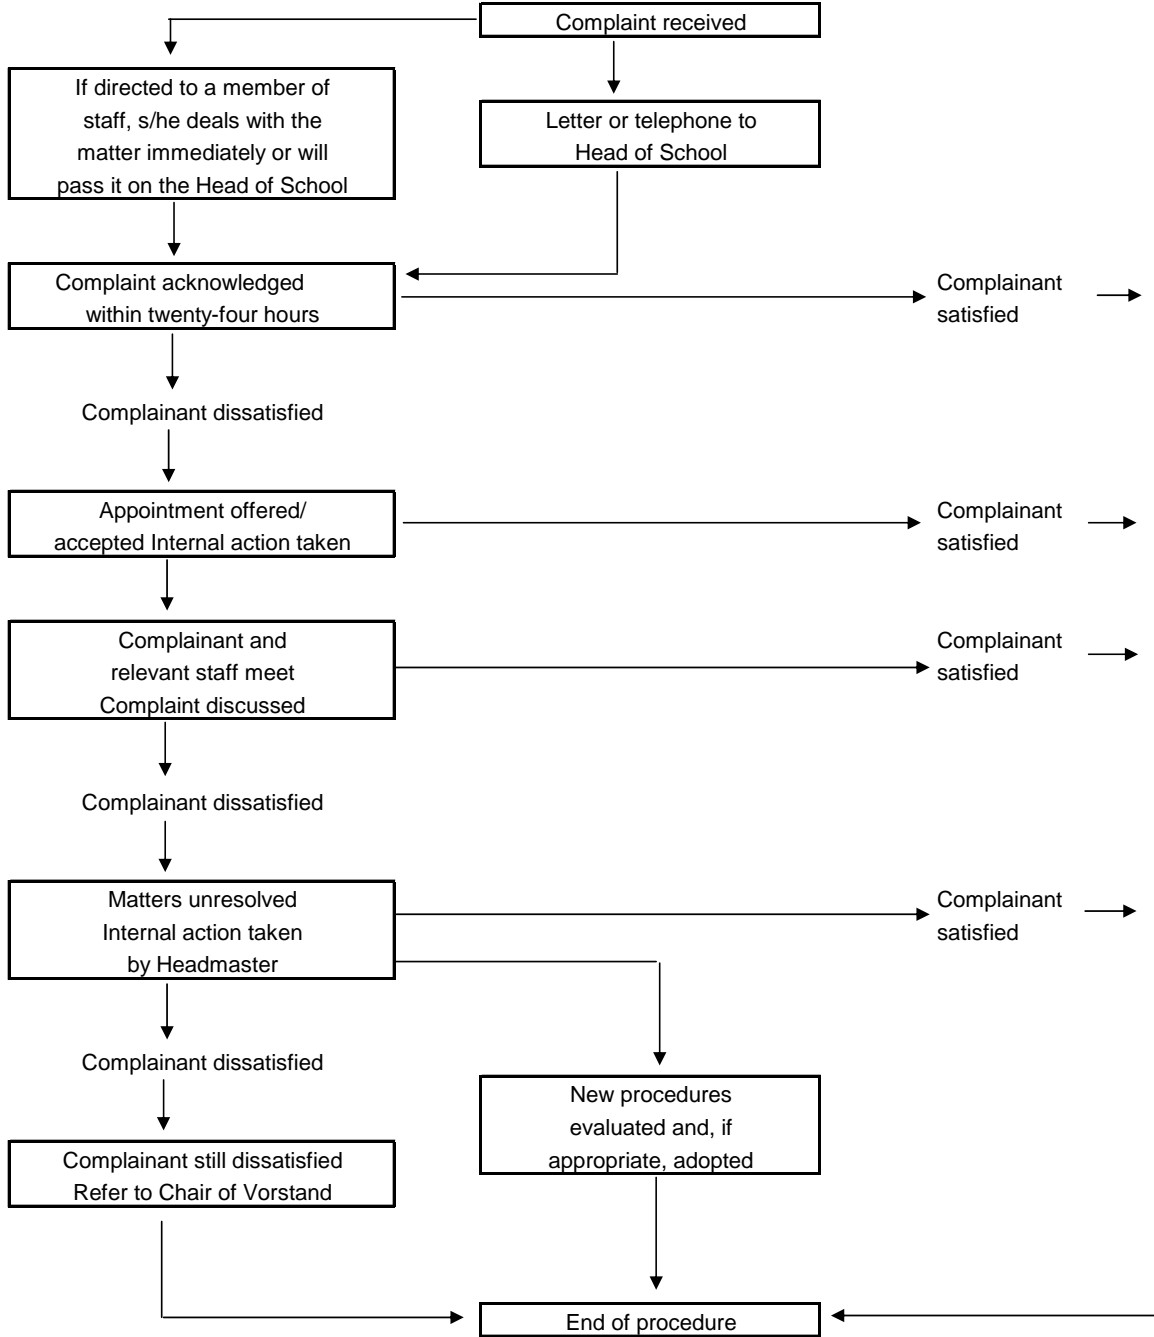 Complaint received
If directed to a member of
staff, s/he deals with the
matter immediately or will
pass it on the Head of School
Letter or telephone to
Head of School
Complaint acknowledged
within twenty-four hours
Complainant
satisfied
Complainant dissatisfied
Appointment offered/
accepted Internal action taken
Complainant
satisfied
Complainant and
relevant staff meet
Complaint discussed
Complainant
satisfied
Complainant dissatisfied
Matters unresolved
Internal action taken
by Headmaster
Complainant
satisfied
Complainant dissatisfied
New procedures
evaluated and, if
appropriate, adopted
Complainant still dissatisfied
Refer to Chair of Vorstand
End of procedure